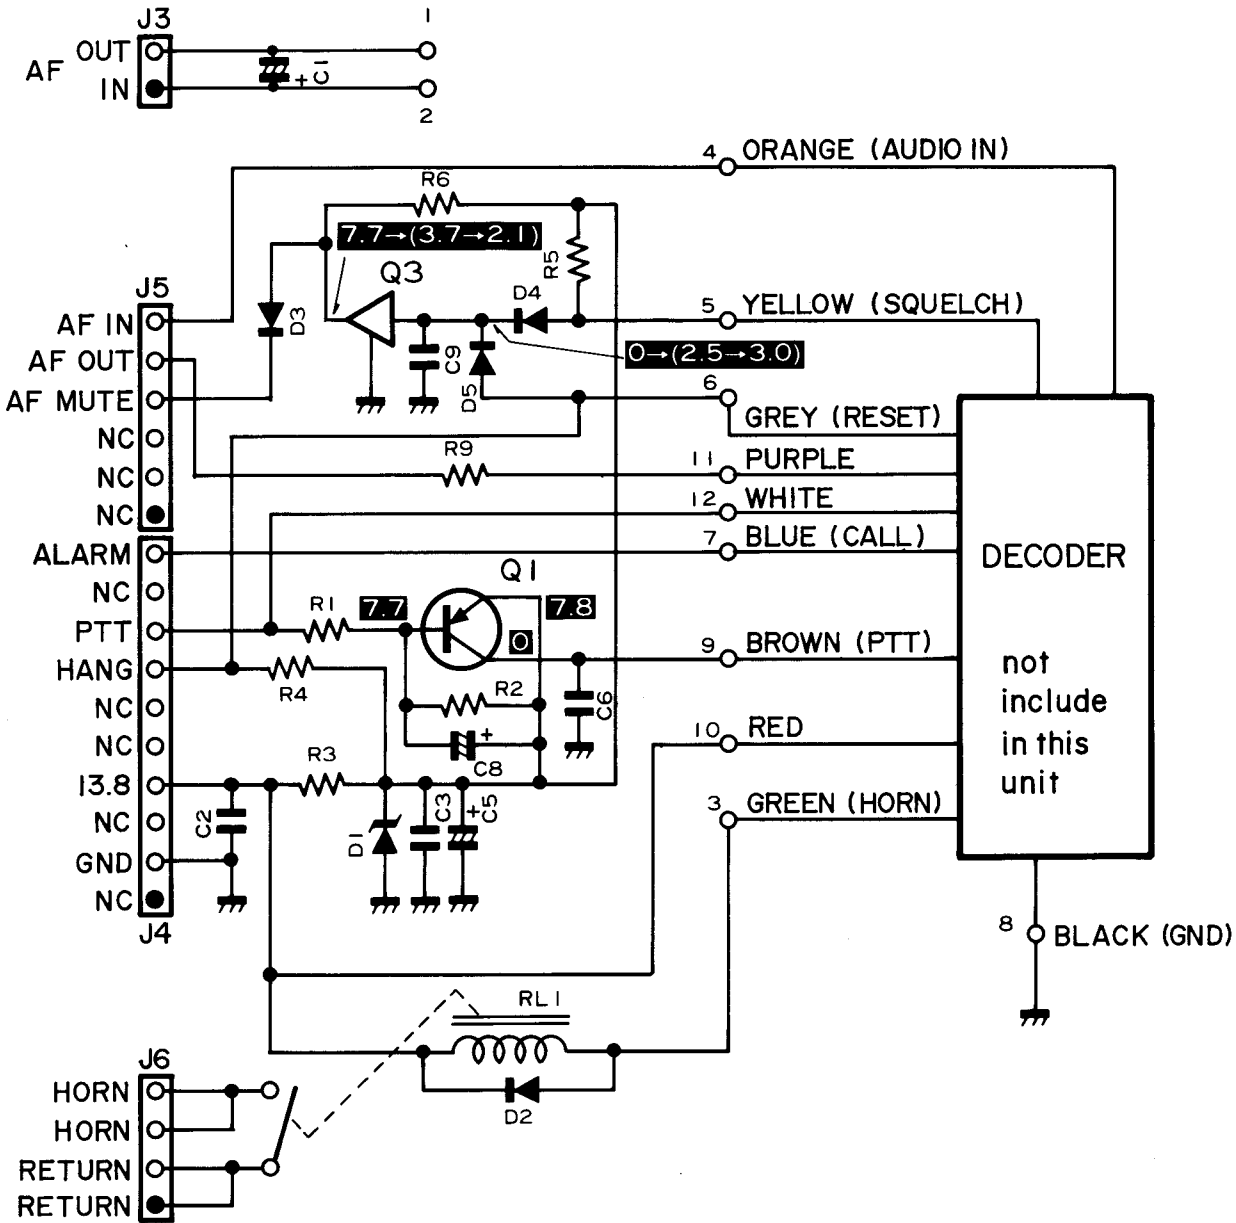 J3
1
OUT
AF
+
C1
IN
2
4
ORANGE (AUDIO IN)
R6
7.7→(3.7→2.1)
R5
Q3
J5
D3
D4
5
YELLOW (SQUELCH)
AF IN
0→(2.5→3.0)
AF OUT
C9
D5
6
AF MUTE
GREY (RESET)
NC
R9
11
PURPLE
NC
12
WHITE
NC
7
BLUE (CALL)
ALARM
DECODER
Q1
NC
R1
7.7
7.8
PTT
0
9
BROWN (PTT)
HANG
not
include
in this
unit
R4
R2
C6
NC
10
RED
NC
+
C8
R3
13.8
3
GREEN (HORN)
C2
C3
+
C5
NC
D1
GND
NC
J4
8
BLACK (GND)
RL1
J6
HORN
D2
HORN
RETURN
RETURN